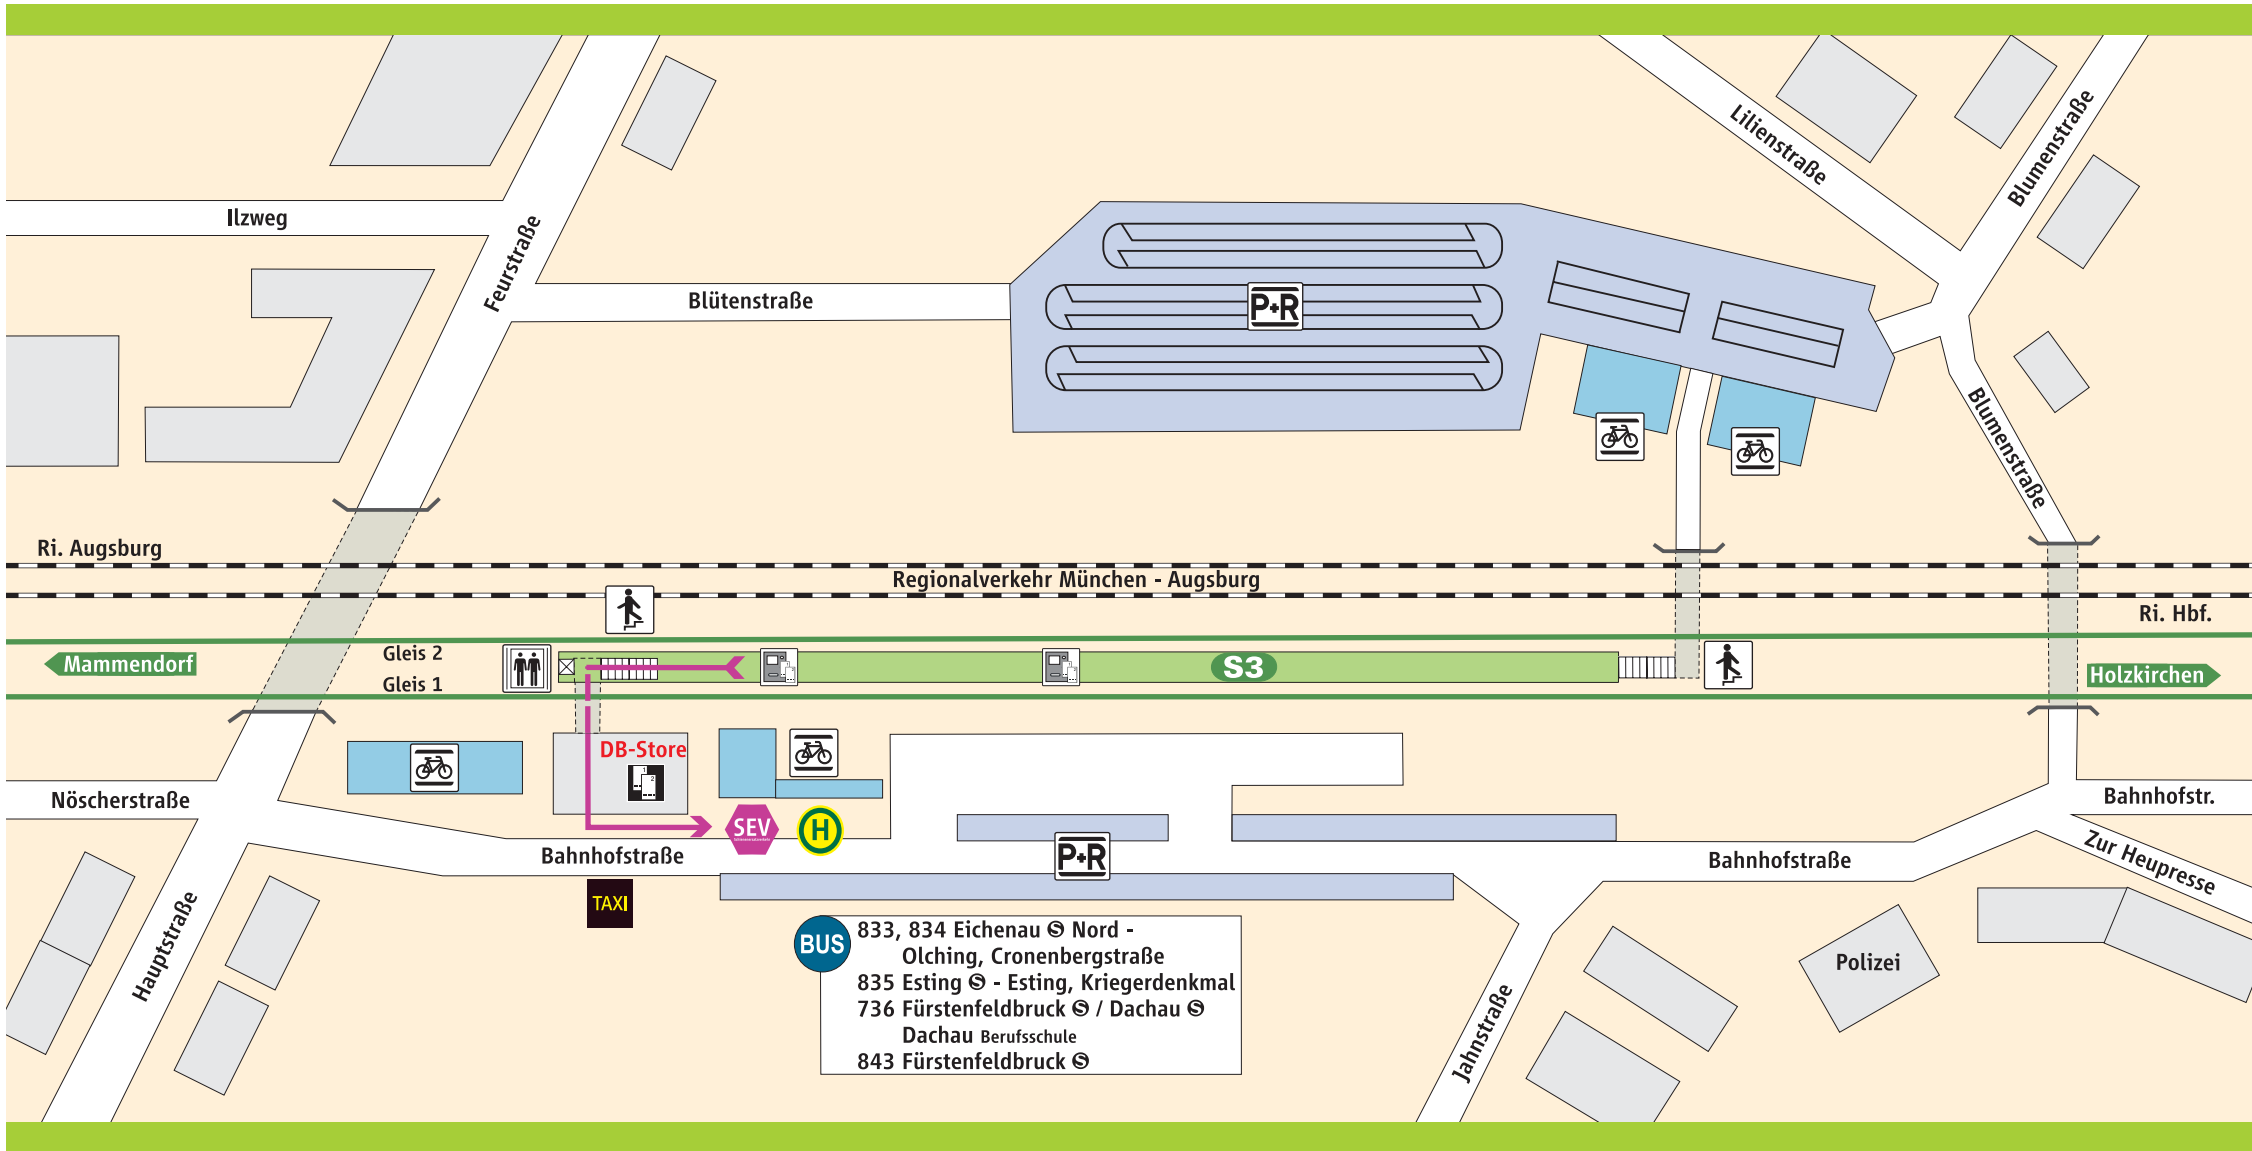 Lilienstraße
Blumenstraße
Ilzweg
Feurstraße
Blütenstraße
P+R
Blumenstraße
Ri. Augsburg
Regionalverkehr München - Augsburg
Ri. Hbf.
Mammendorf
Gleis 2
Gleis 1
S3
Holzkirchen
DB-Store
Nöscherstraße
SEV
H
Bahnhofstr.
Bahnhofstraße
P+R
Bahnhofstraße
Zur Heupresse
TAXI
Hauptstraße
BUS
833, 834 Eichenau S Nord -
Olching, Cronenbergstraße
835 Esting S - Esting, Kriegerdenkmal
736 Fürstenfeldbruck S / Dachau S
Dachau Berufsschule
843 Fürstenfeldbruck S
Polizei
Jahnstraße